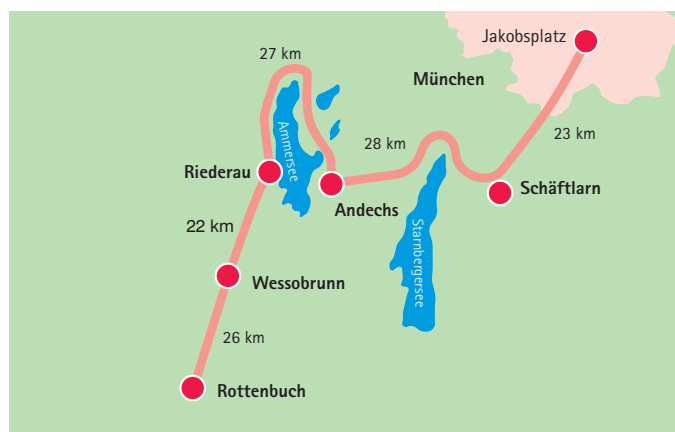 Jakobsplatz
27 km
München
23 km
28 km
Ammersee
Riederau
Schäftlarn
Andechs
22 km
Starnbergersee
Wessobrunn
26 km
Rottenbuch